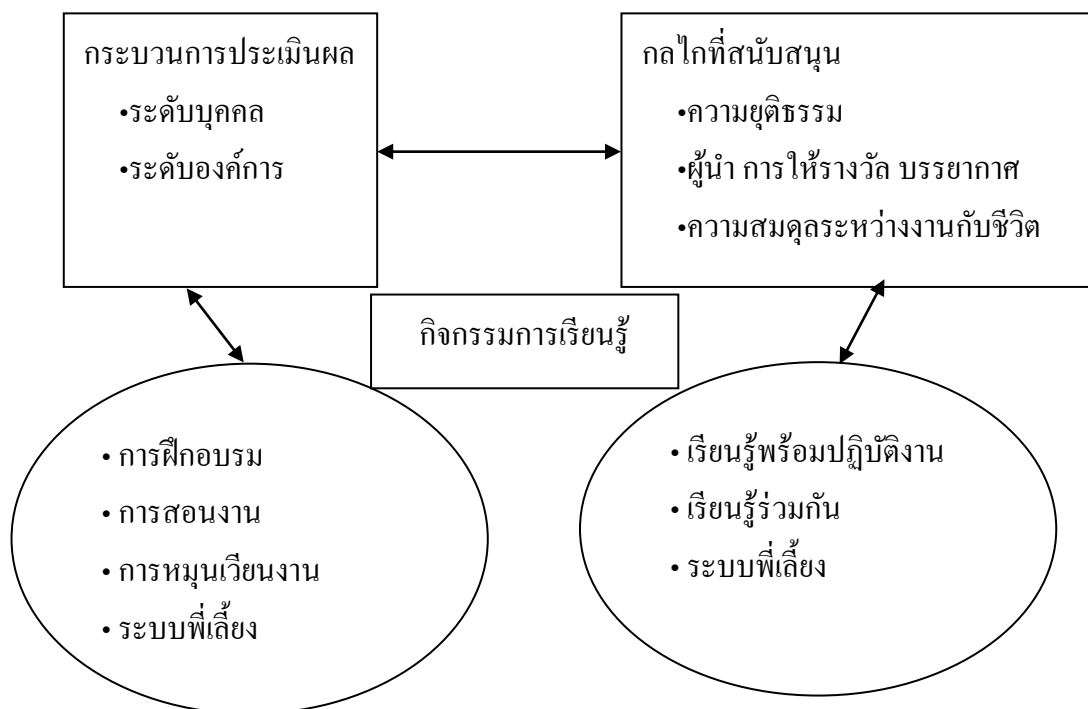 กระบวนการประเมินผล
•ระดับบุคคล
•ระดับองค์การ
กลไกที่สนับสนุน
•ความยุติธรรม
•ผู้นำ การให้รางวัล บรรยากาศ
•ความสมดุลระหว่างงานกับชีวิต
กิจกรรมการเรียนรู้
• การฝึกอบรม
• การสอนงาน
• การหมุนเวียนงาน
• ระบบพี่เลี้ยง
• เรียนรู้พร้อมปฏิบัติงาน
• เรียนรู้ร่วมกัน
• ระบบพี่เลี้ยง